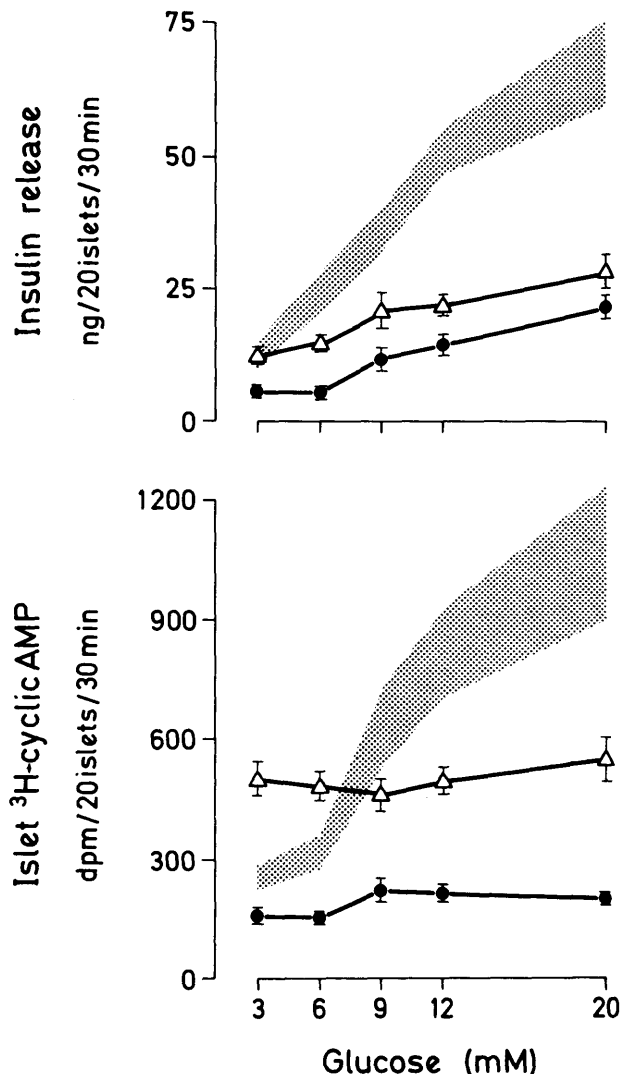 Insulin release
ng/20islets/30min
75
50
25
0
Islet ³H-cyclic AMP
dpm/20islets/30min
1200
900
600
300
0
3 6 9 12 20
Glucose (mM)